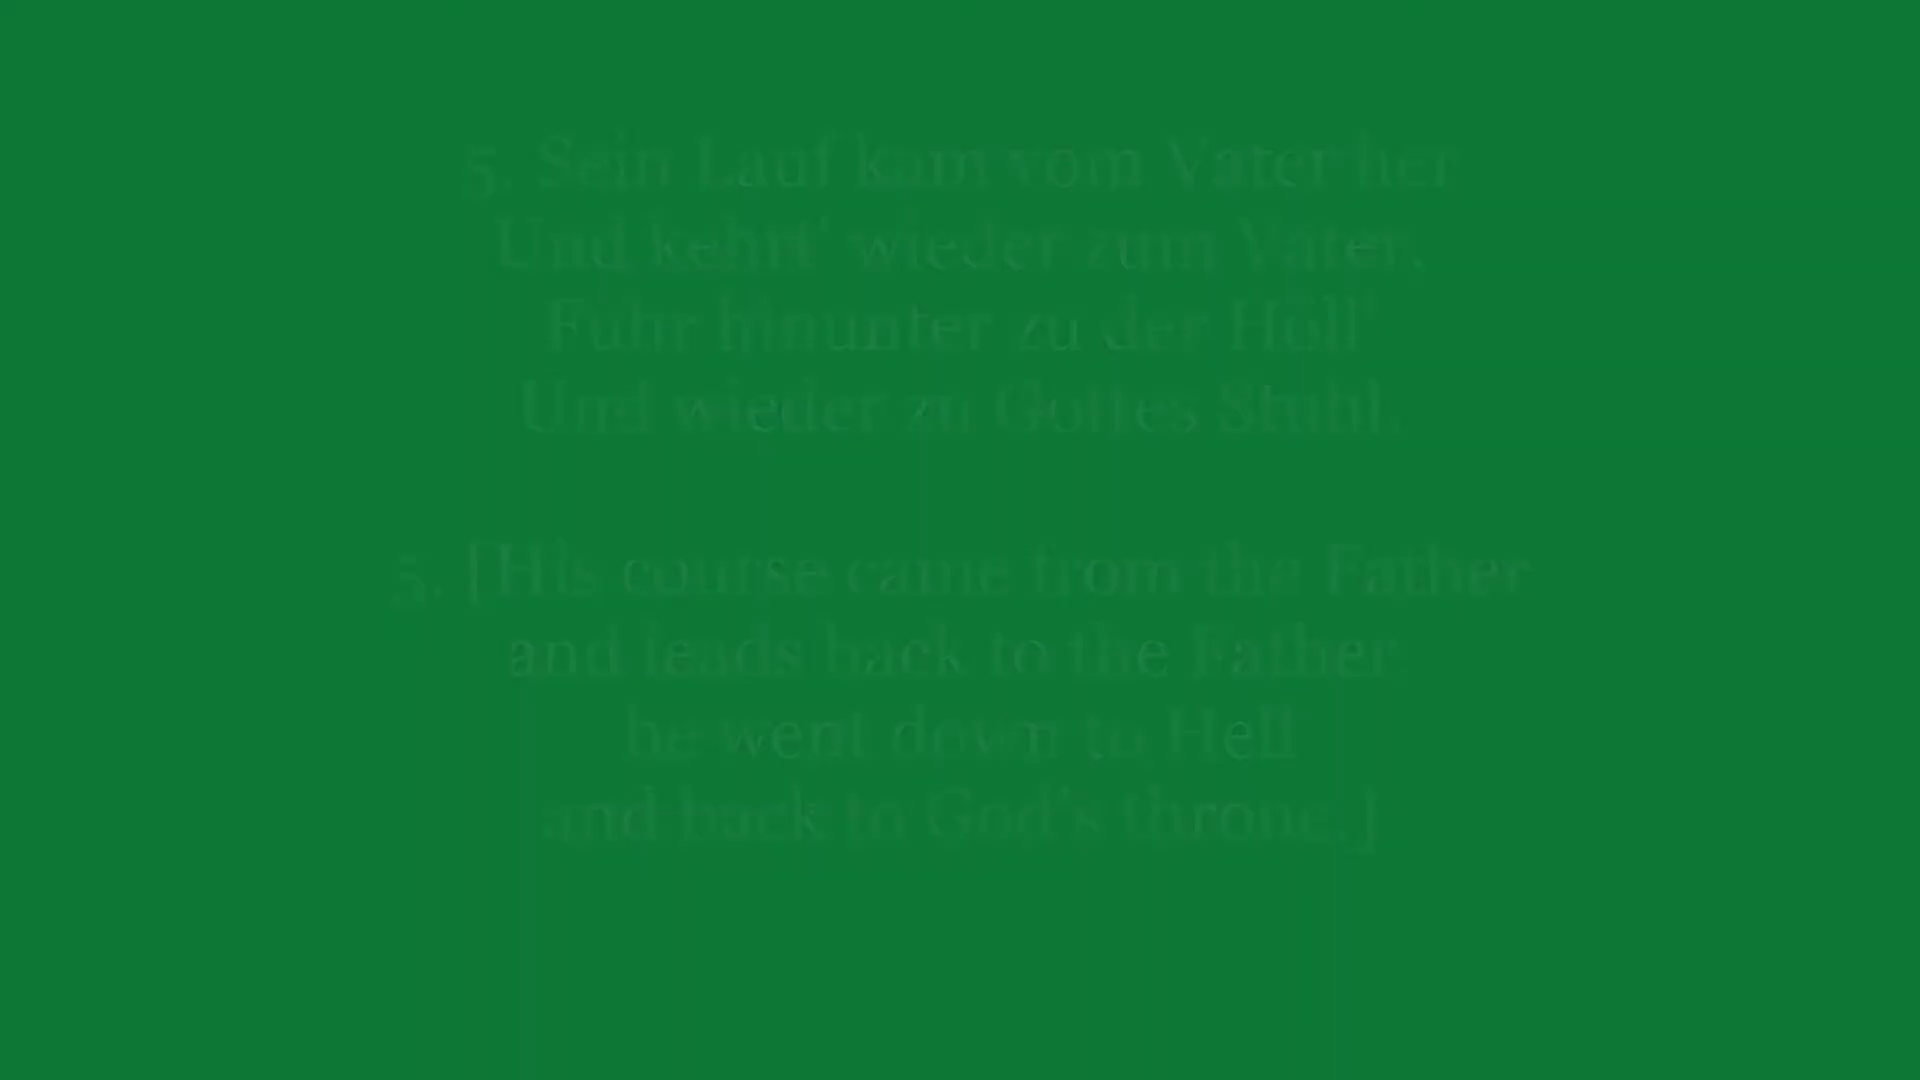 5. Sein Lauf kam vom Vater her
Und kehrt' wieder zum Vater,
Fuhr hinunter zu der Höll'
Und wieder zu Gottes Stuhl.
5. [His course came from the Father
and leads back to the Father
he went down to Hell
and back to God's throne.]